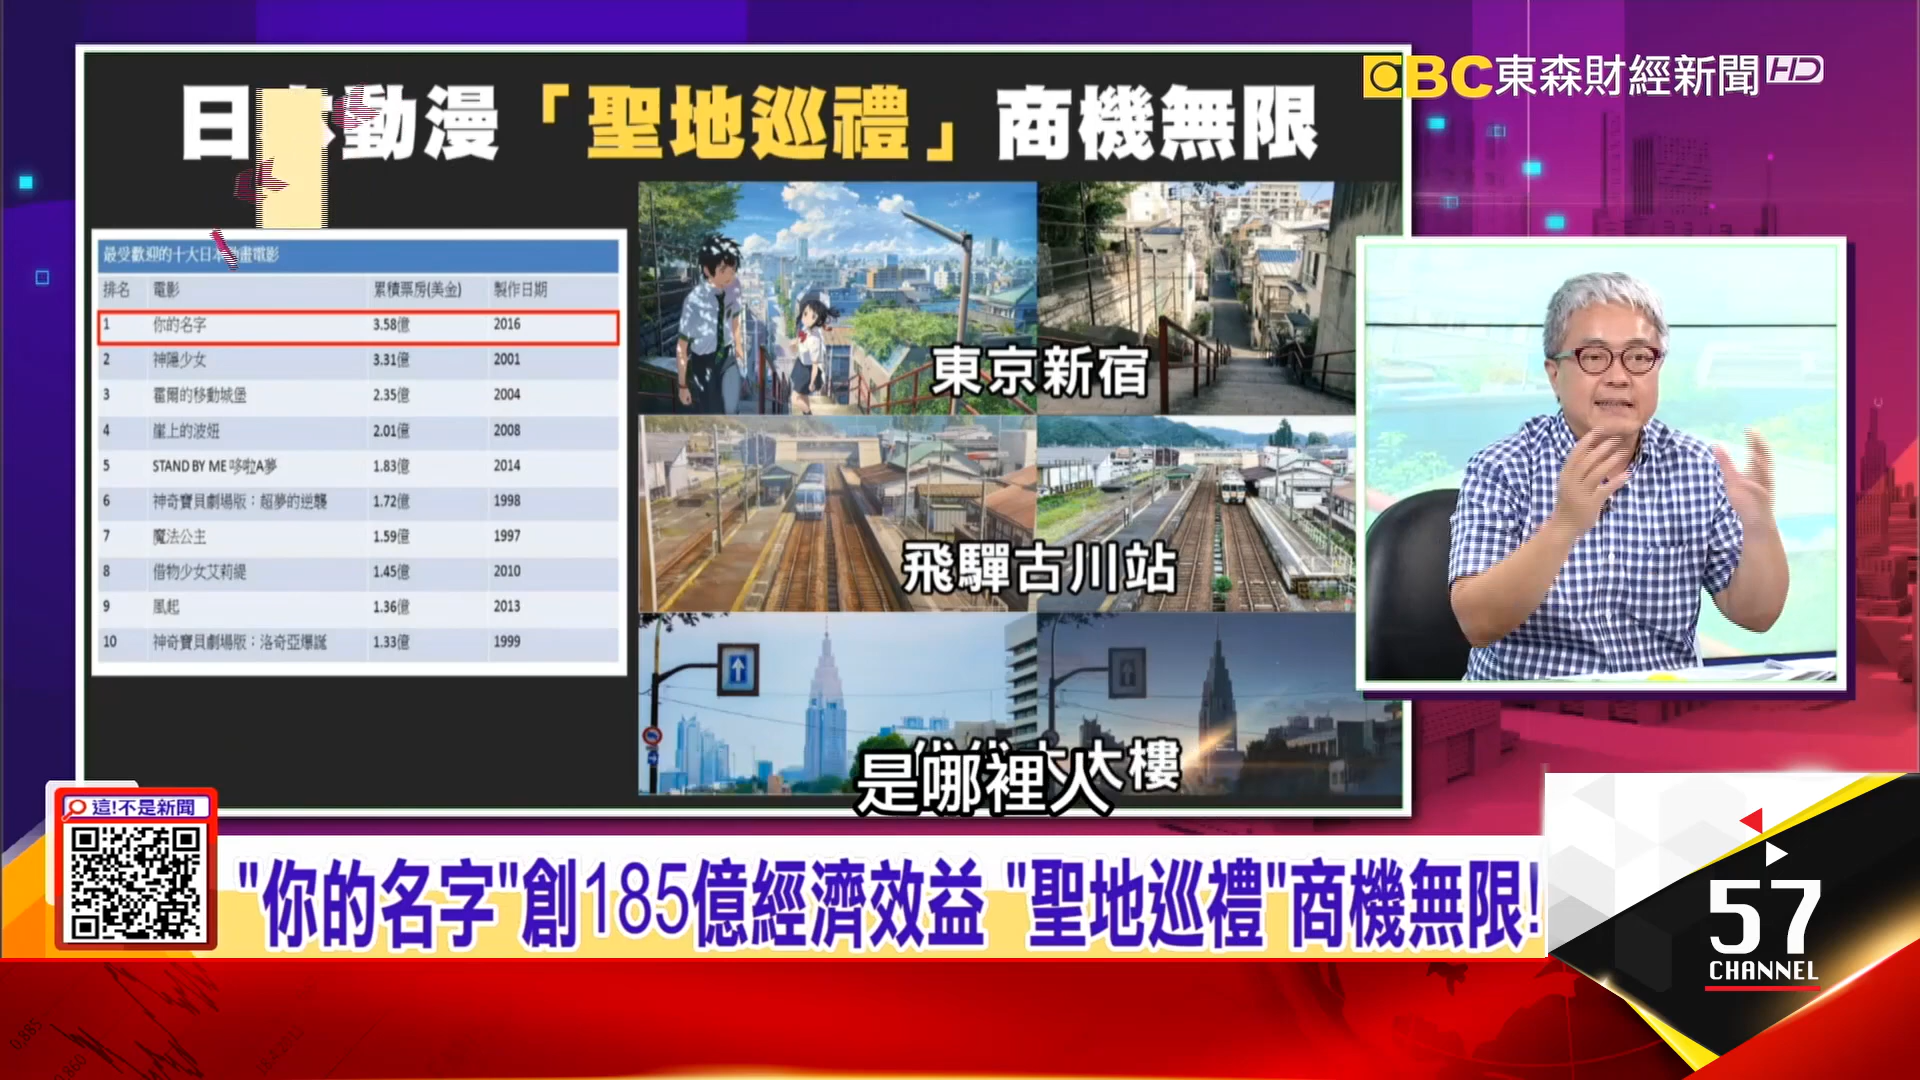 日本動漫「聖地巡禮」商機無限
EBC東森財經新聞HD
最受歡迎的十大日本動畫電影
排名 電影 累積票房(美金) 製作日期
1 你的名字 3.58億 2016
2 神隱少女 3.31億 2001
3 霍爾的移動城堡 2.35億 2004
4 崖上的波妞 2.01億 2008
5 STAND BY ME 哆啦A夢 1.83億 2014
6 神奇寶貝劇場版：超夢的逆襲 1.72億 1998
7 魔法公主 1.59億 1997
8 借物少女艾莉緹 1.45億 2010
9 風起 1.36億 2013
10 神奇寶貝劇場版：洛奇亞爆誕 1.33億 1999
東京新宿
飛驒古川站
大樓
是哪裡人
這!不是新聞
"你的名字"創185億經濟效益 "聖地巡禮"商機無限!
57
CHANNEL